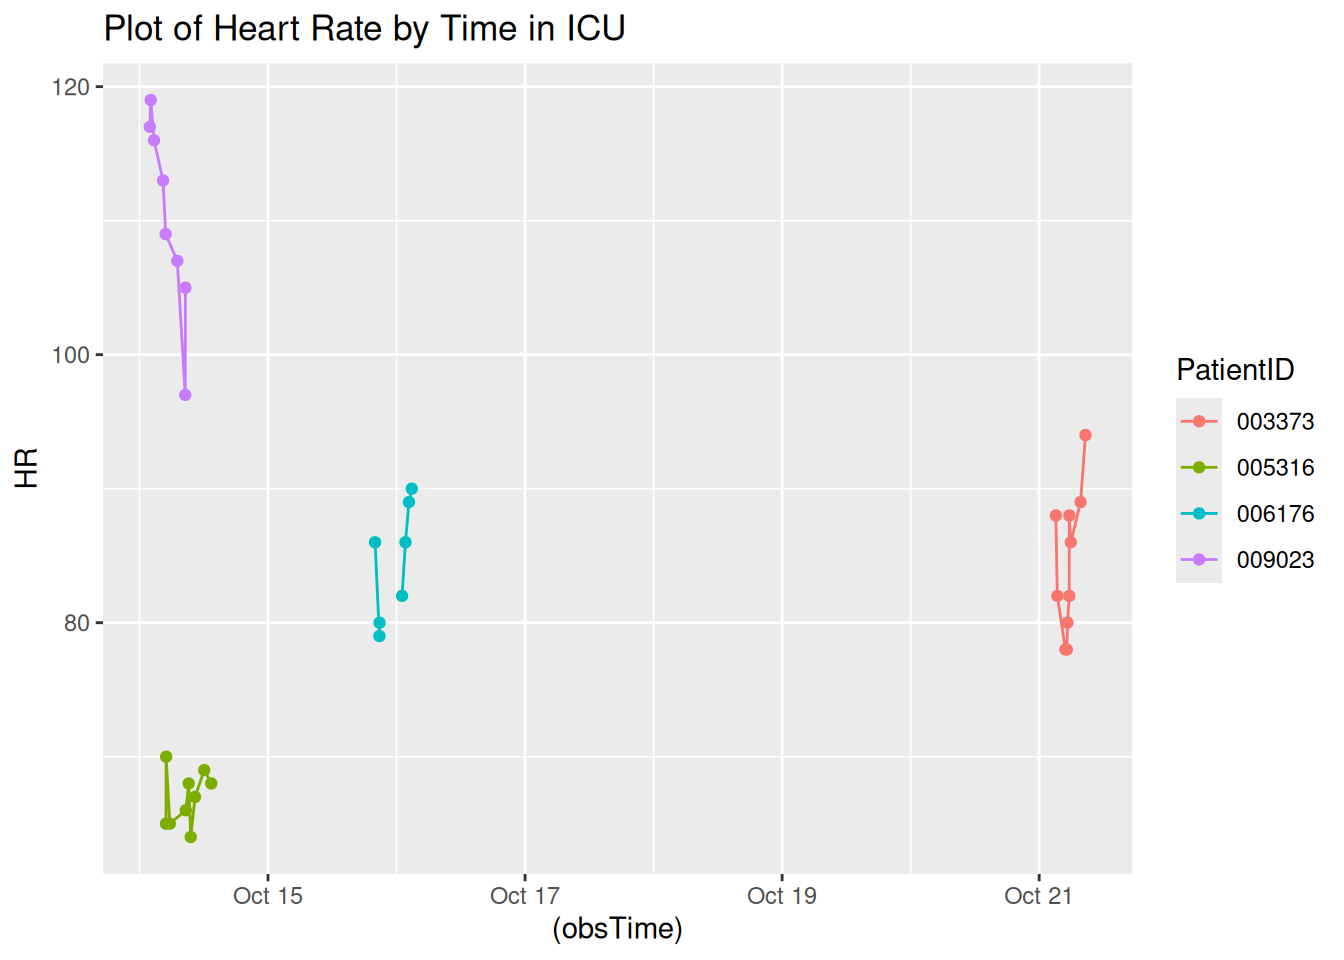 Plot of Heart Rate by Time in ICU
120
100
80
HR
Oct 15
Oct 17
Oct 19
Oct 21
(obsTime)
PatientID
003373
005316
006176
009023